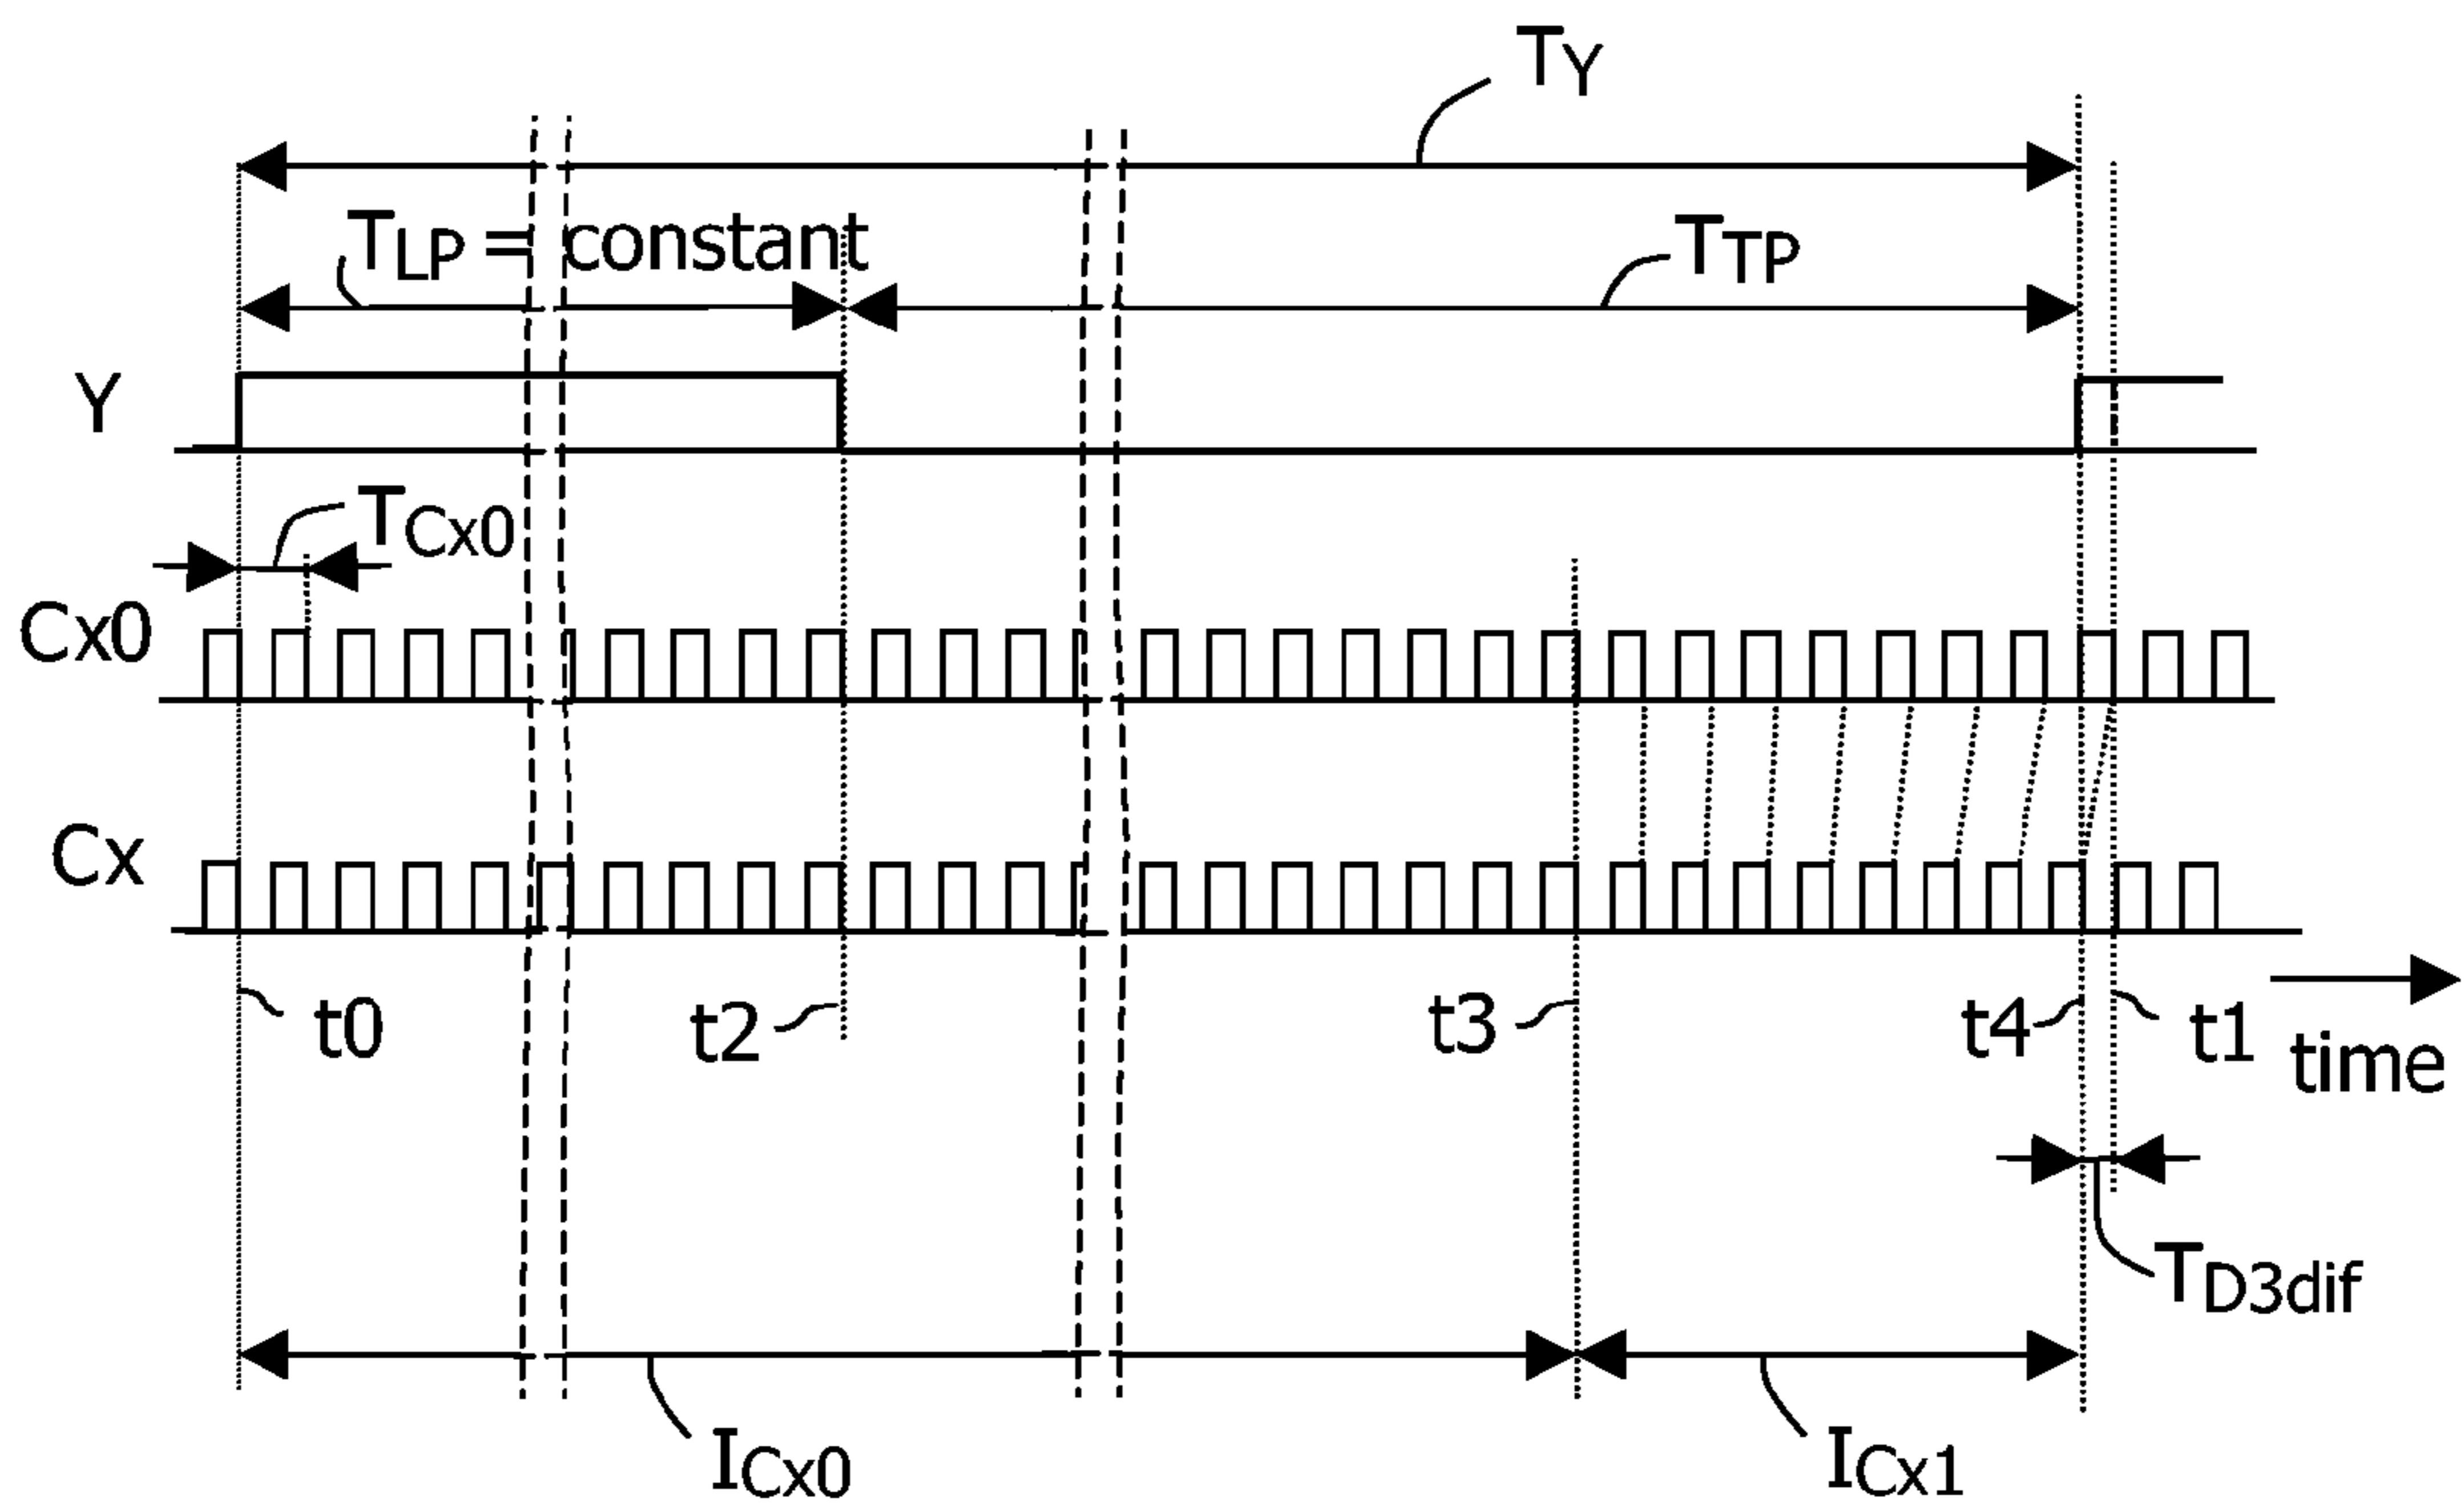 TY
TLP = constant
TTP
Y
TCx0
Cx0
Cx
t0
t2
t3
t4
t1
time
TD3dif
ICx0
ICx1